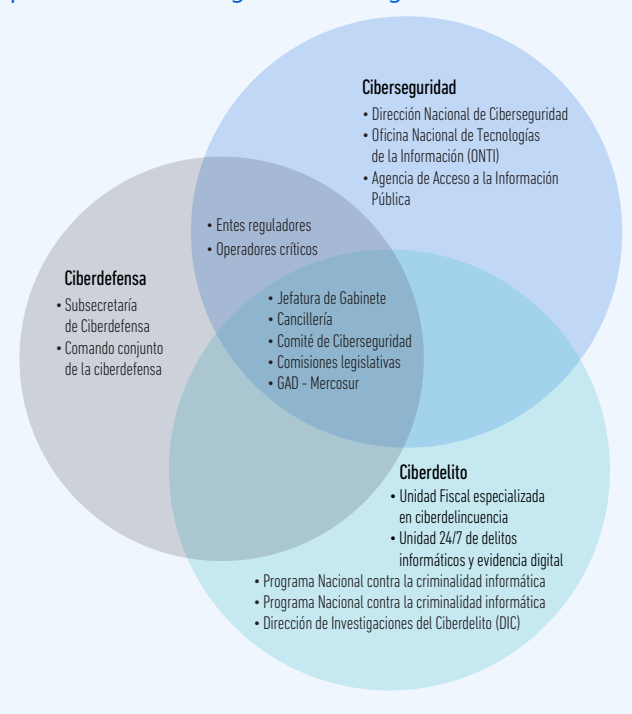 Ciberseguridad
• Dirección Nacional de Ciberseguridad
• Oficina Nacional de Tecnologías
de la Información (ONTI)
• Agencia de Acceso a la Información
Pública
• Entes reguladores
• Operadores críticos
Ciberdefensa
• Subsecretaría
de Ciberdefensa
• Comando conjunto
de la ciberdefensa
• Jefatura de Gabinete
• Cancillería
• Comité de Ciberseguridad
• Comisiones legislativas
• GAD - Mercosur
Ciberdelito
• Unidad Fiscal especializada
en ciberdelincuencia
• Unidad 24/7 de delitos
informáticos y evidencia digital
• Programa Nacional contra la criminalidad informática
• Programa Nacional contra la criminalidad informática
• Dirección de Investigaciones del Ciberdelito (DIC)